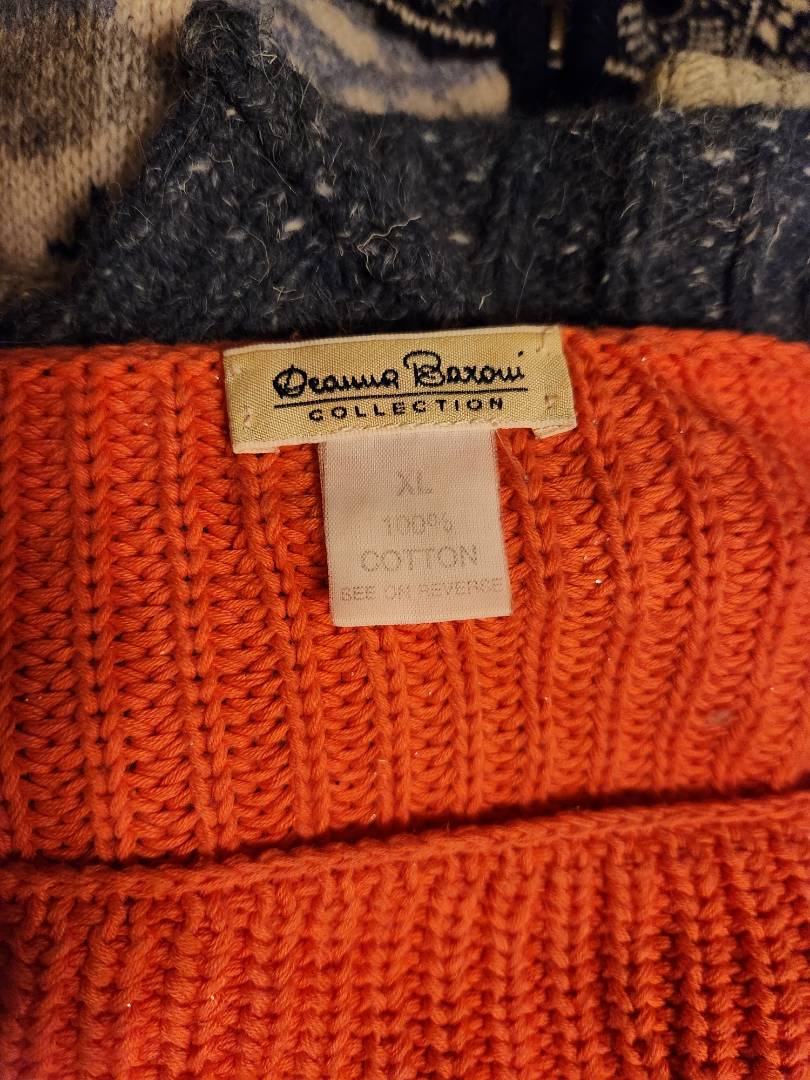 Deanna Baroni
COLLECTION
XL
100%
COTTON
SEE ON REVERSE